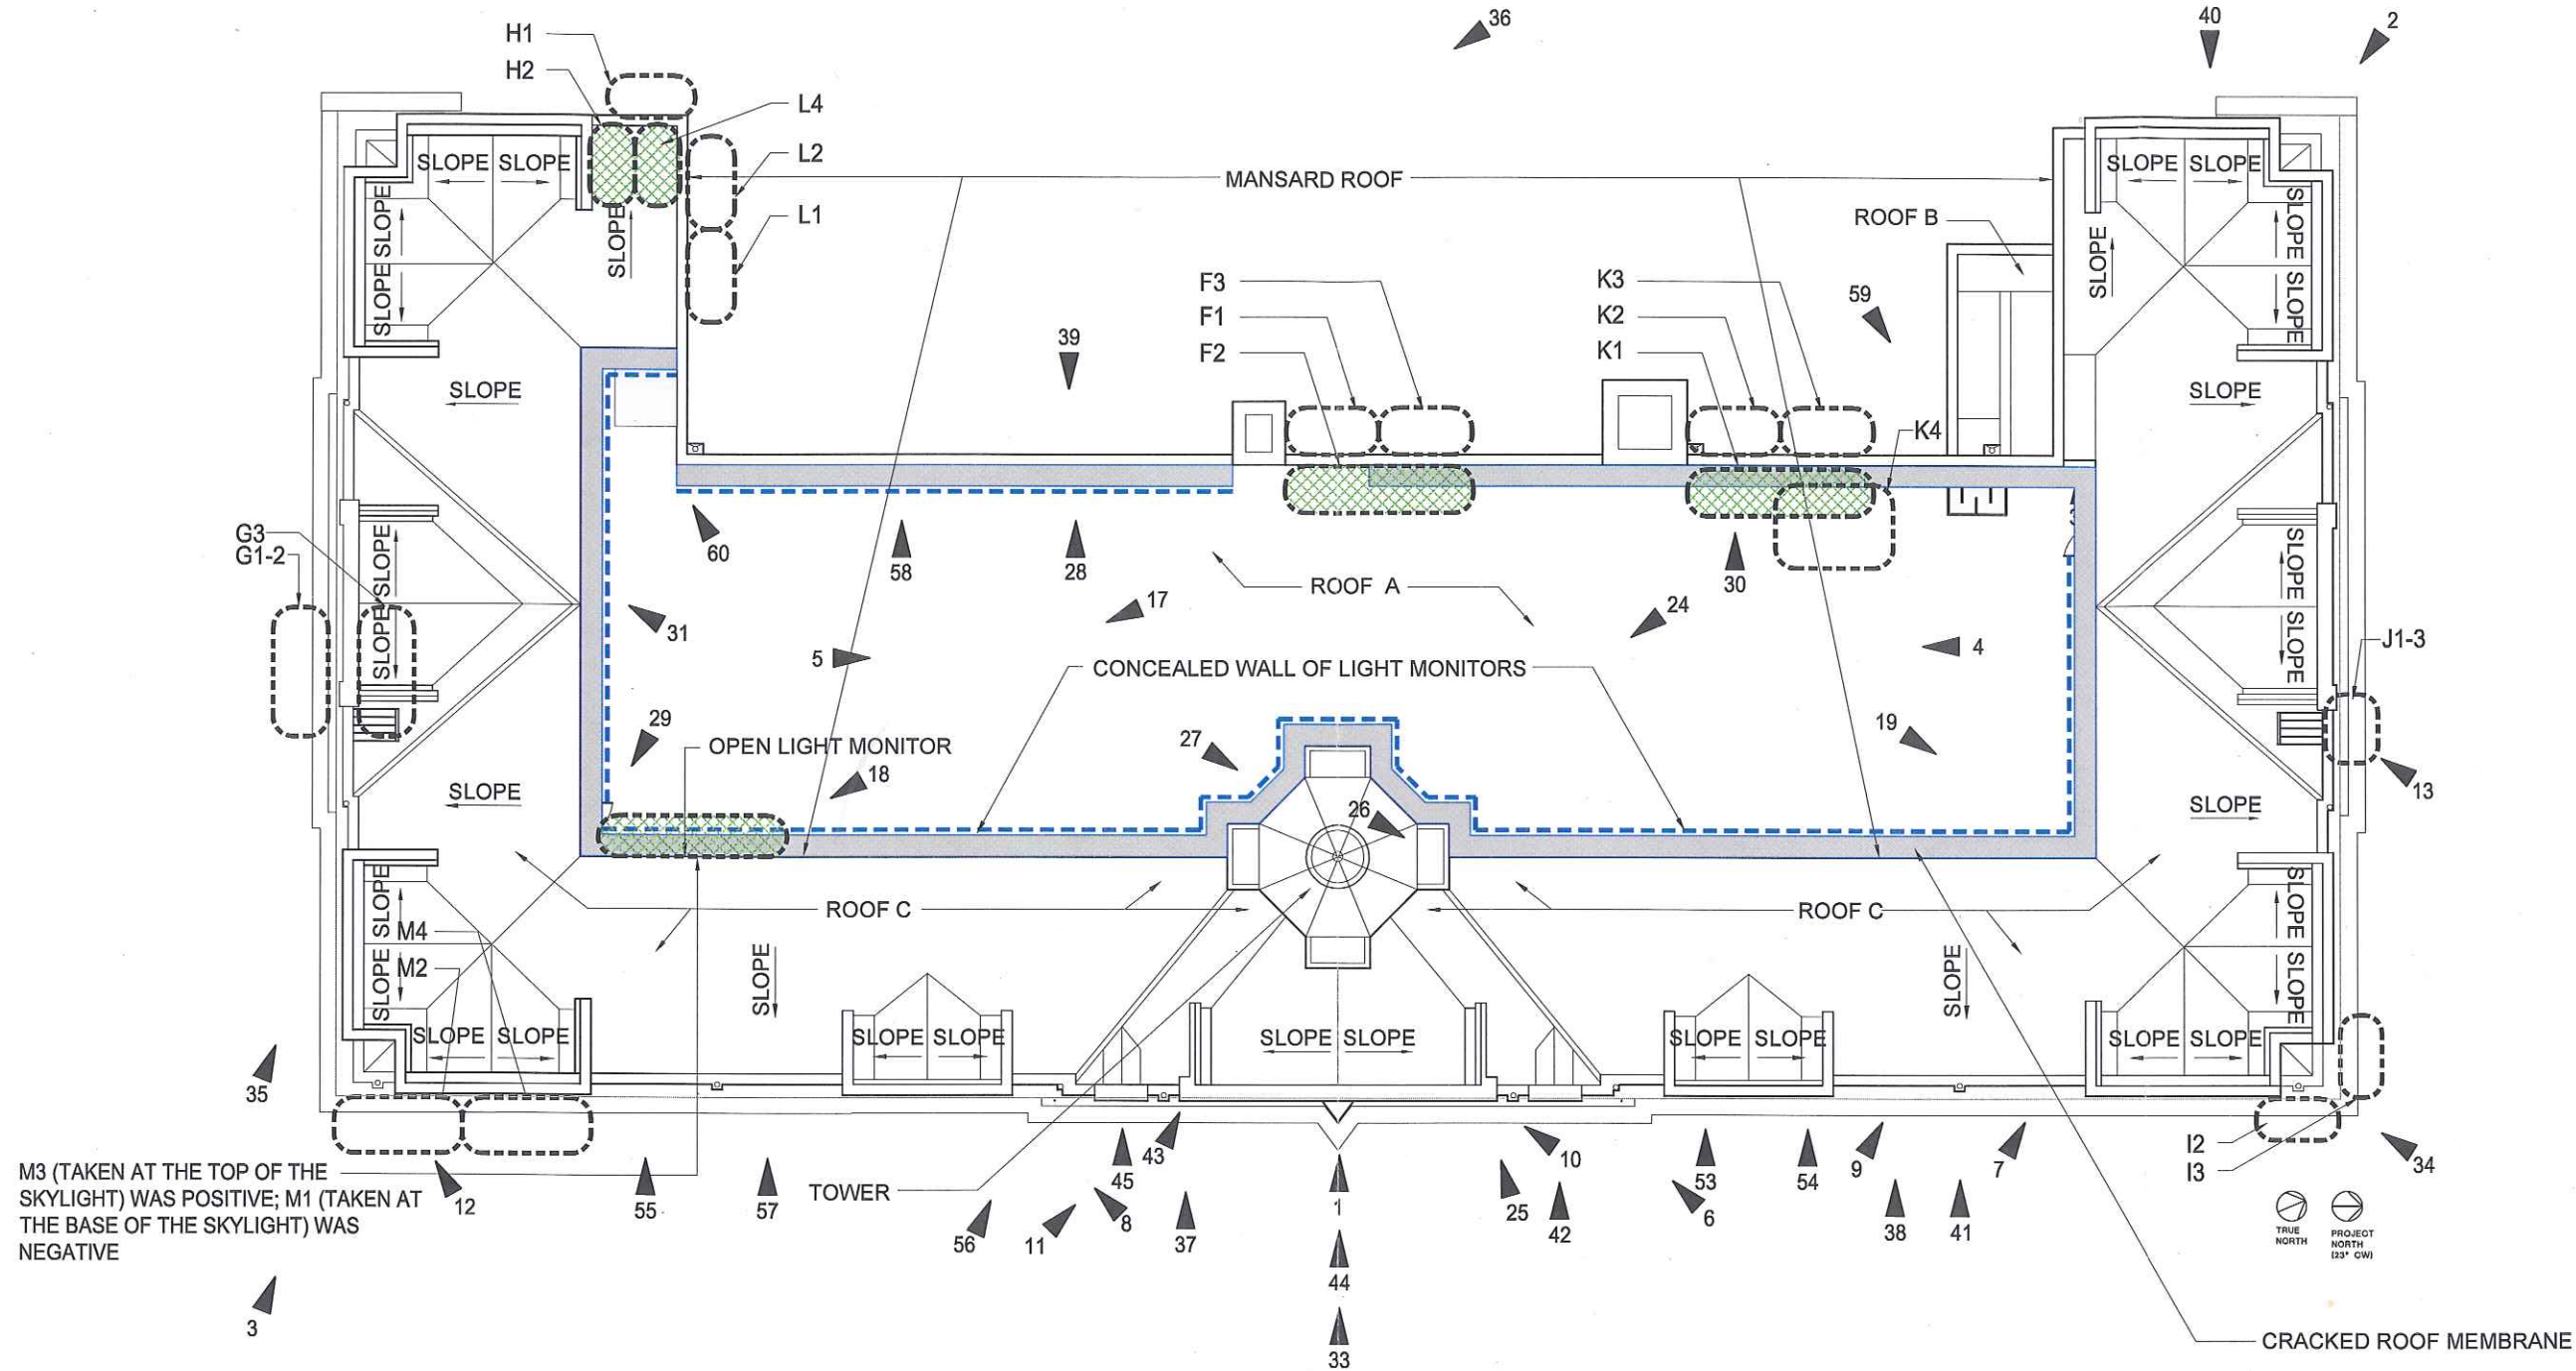 36
40
2
H1
H2
L4
L2
L1
MANSARD ROOF
ROOF B
SLOPE SLOPE
SLOPE SLOPE
SLOPE
SLOPE
SLOPE
SLOPE
SLOPE
SLOPE
SLOPE
SLOPE
F3
F1
F2
K3
K2
K1
K4
59
39
SLOPE
SLOPE
G3
G1-2
SLOPE
SLOPE
SLOPE
SLOPE
60
58
28
30
ROOF A
17
24
31
5
4
J1-3
CONCEALED WALL OF LIGHT MONITORS
29
OPEN LIGHT MONITOR
18
27
19
26
13
SLOPE
SLOPE
ROOF C
ROOF C
SLOPE
SLOPE
SLOPE
SLOPE
M4
M2
SLOPE
SLOPE
SLOPE SLOPE
SLOPE SLOPE
SLOPE SLOPE
SLOPE SLOPE
SLOPE SLOPE
35
M3 (TAKEN AT THE TOP OF THE
SKYLIGHT) WAS POSITIVE; M1 (TAKEN AT
THE BASE OF THE SKYLIGHT) WAS
NEGATIVE
12
55
57
TOWER
56
11
8
45
43
37
1
44
33
10
25
42
6
53
54
9
38
41
7
I2
I3
34
TRUE
NORTH
PROJECT
NORTH
(23° CW)
3
CRACKED ROOF MEMBRANE